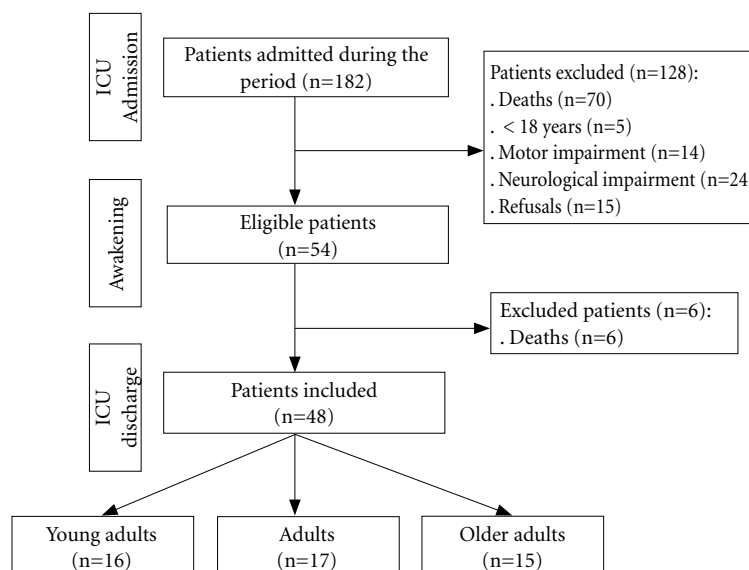 ICU
Admission
Patients admitted during the
period (n=182)
Patients excluded (n=128):
. Deaths (n=70)
. < 18 years (n=5)
. Motor impairment (n=14)
. Neurological impairment (n=24
. Refusals (n=15)
Awakening
Eligible patients
(n=54)
Excluded patients (n=6):
. Deaths (n=6)
ICU
discharge
Patients included
(n=48)
Young adults
(n=16)
Adults
(n=17)
Older adults
(n=15)